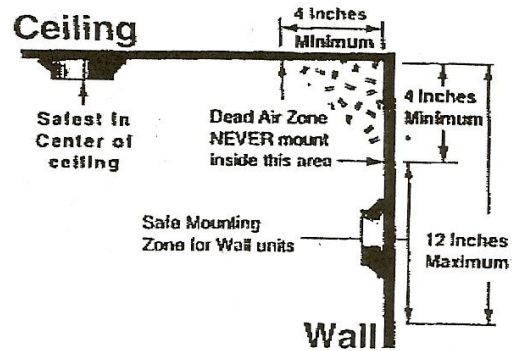 Ceiling
4 Inches
Minimum
Safest In
Center of
ceiling
Dead Air Zone
NEVER mount
inside this area
4 Inches
Minimum
Safe Mounting
Zone for Wall units
12 Inches
Maximum
Wall